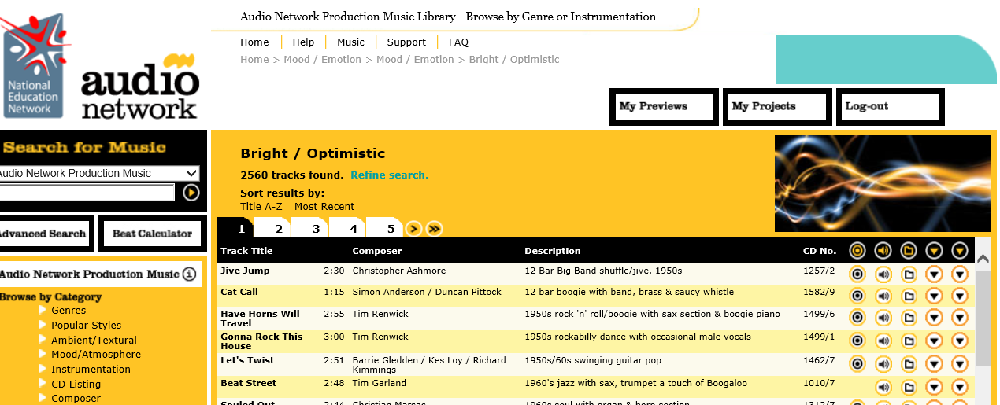 Audio Network Production Music Library - Browse by Genre or Instrumentation
Home Help Music Support FAQ
Home > Mood / Emotion > Mood / Emotion > Bright / Optimistic
National
Education
Network
audio
network
My Previews My Projects Log-out
Search for Music
Audio Network Production Music
Advanced Search Beat Calculator
Audio Network Production Music i
Browse by Category
Genres
Popular Styles
Ambient/Textural
Mood/Atmosphere
Instrumentation
CD Listing
Composer
Bright / Optimistic
2560 tracks found. Refine search.
Sort results by:
Title A-Z Most Recent
1 2 3 4 5 > >>
Track Title Composer Description CD No.
Jive Jump 2:30 Christopher Ashmore 12 Bar Big Band shuffle/jive. 1950s 1257/2
Cat Call 1:15 Simon Anderson / Duncan Pittock 12 bar boogie with band, brass & saucy whistle 1582/9
Have Horns Will 2:55 Tim Renwick 1950s rock 'n' roll/boogie with sax section & boogie piano 1499/6
Travel
Gonna Rock This 3:00 Tim Renwick 1950s rockabilly dance with occasional male vocals 1499/1
House
Let's Twist 2:51 Barrie Gledden / Kes Loy / Richard 1950s/60s swinging guitar pop 1462/7
Kimmings
Beat Street 2:48 Tim Garland 1960's jazz with sax, trumpet a touch of Boogaloo 1010/7
Souled Out 2:44 Christian Marsac 1960s soul with organ & horn section 1312/7